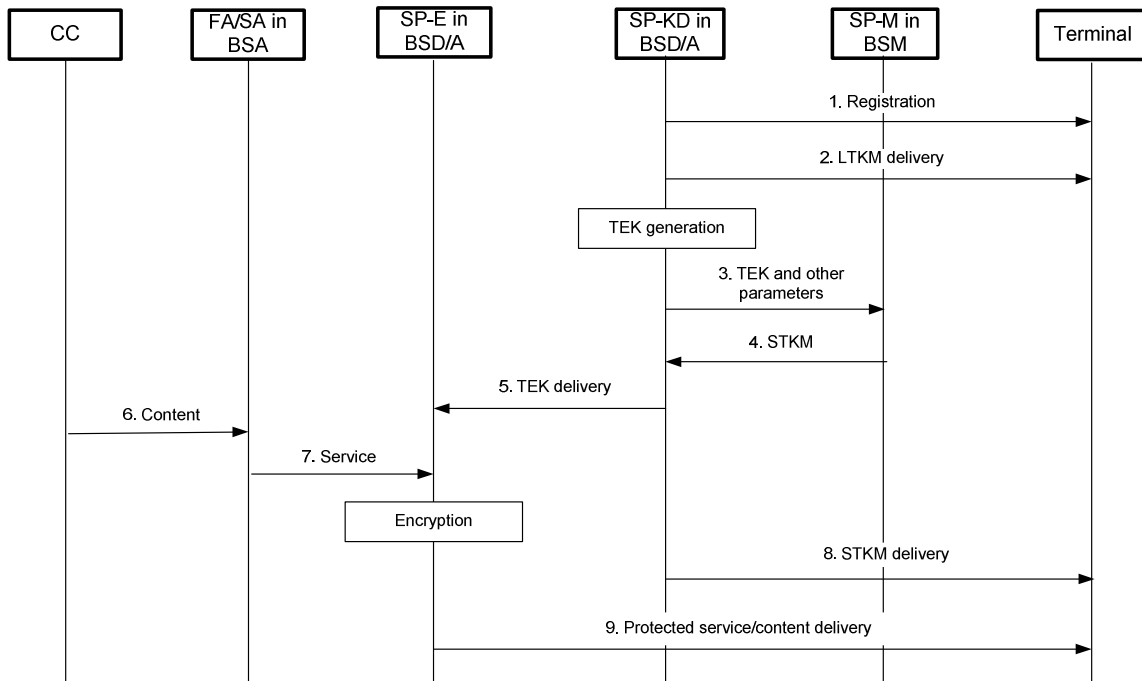 CC
FA/SA in
BSA
SP-E in
BSD/A
SP-KD in
BSD/A
SP-M in
BSM
Terminal
1. Registration
2. LTKM delivery
TEK generation
3. TEK and other
parameters
4. STKM
5. TEK delivery
6. Content
7. Service
Encryption
8. STKM delivery
9. Protected service/content delivery